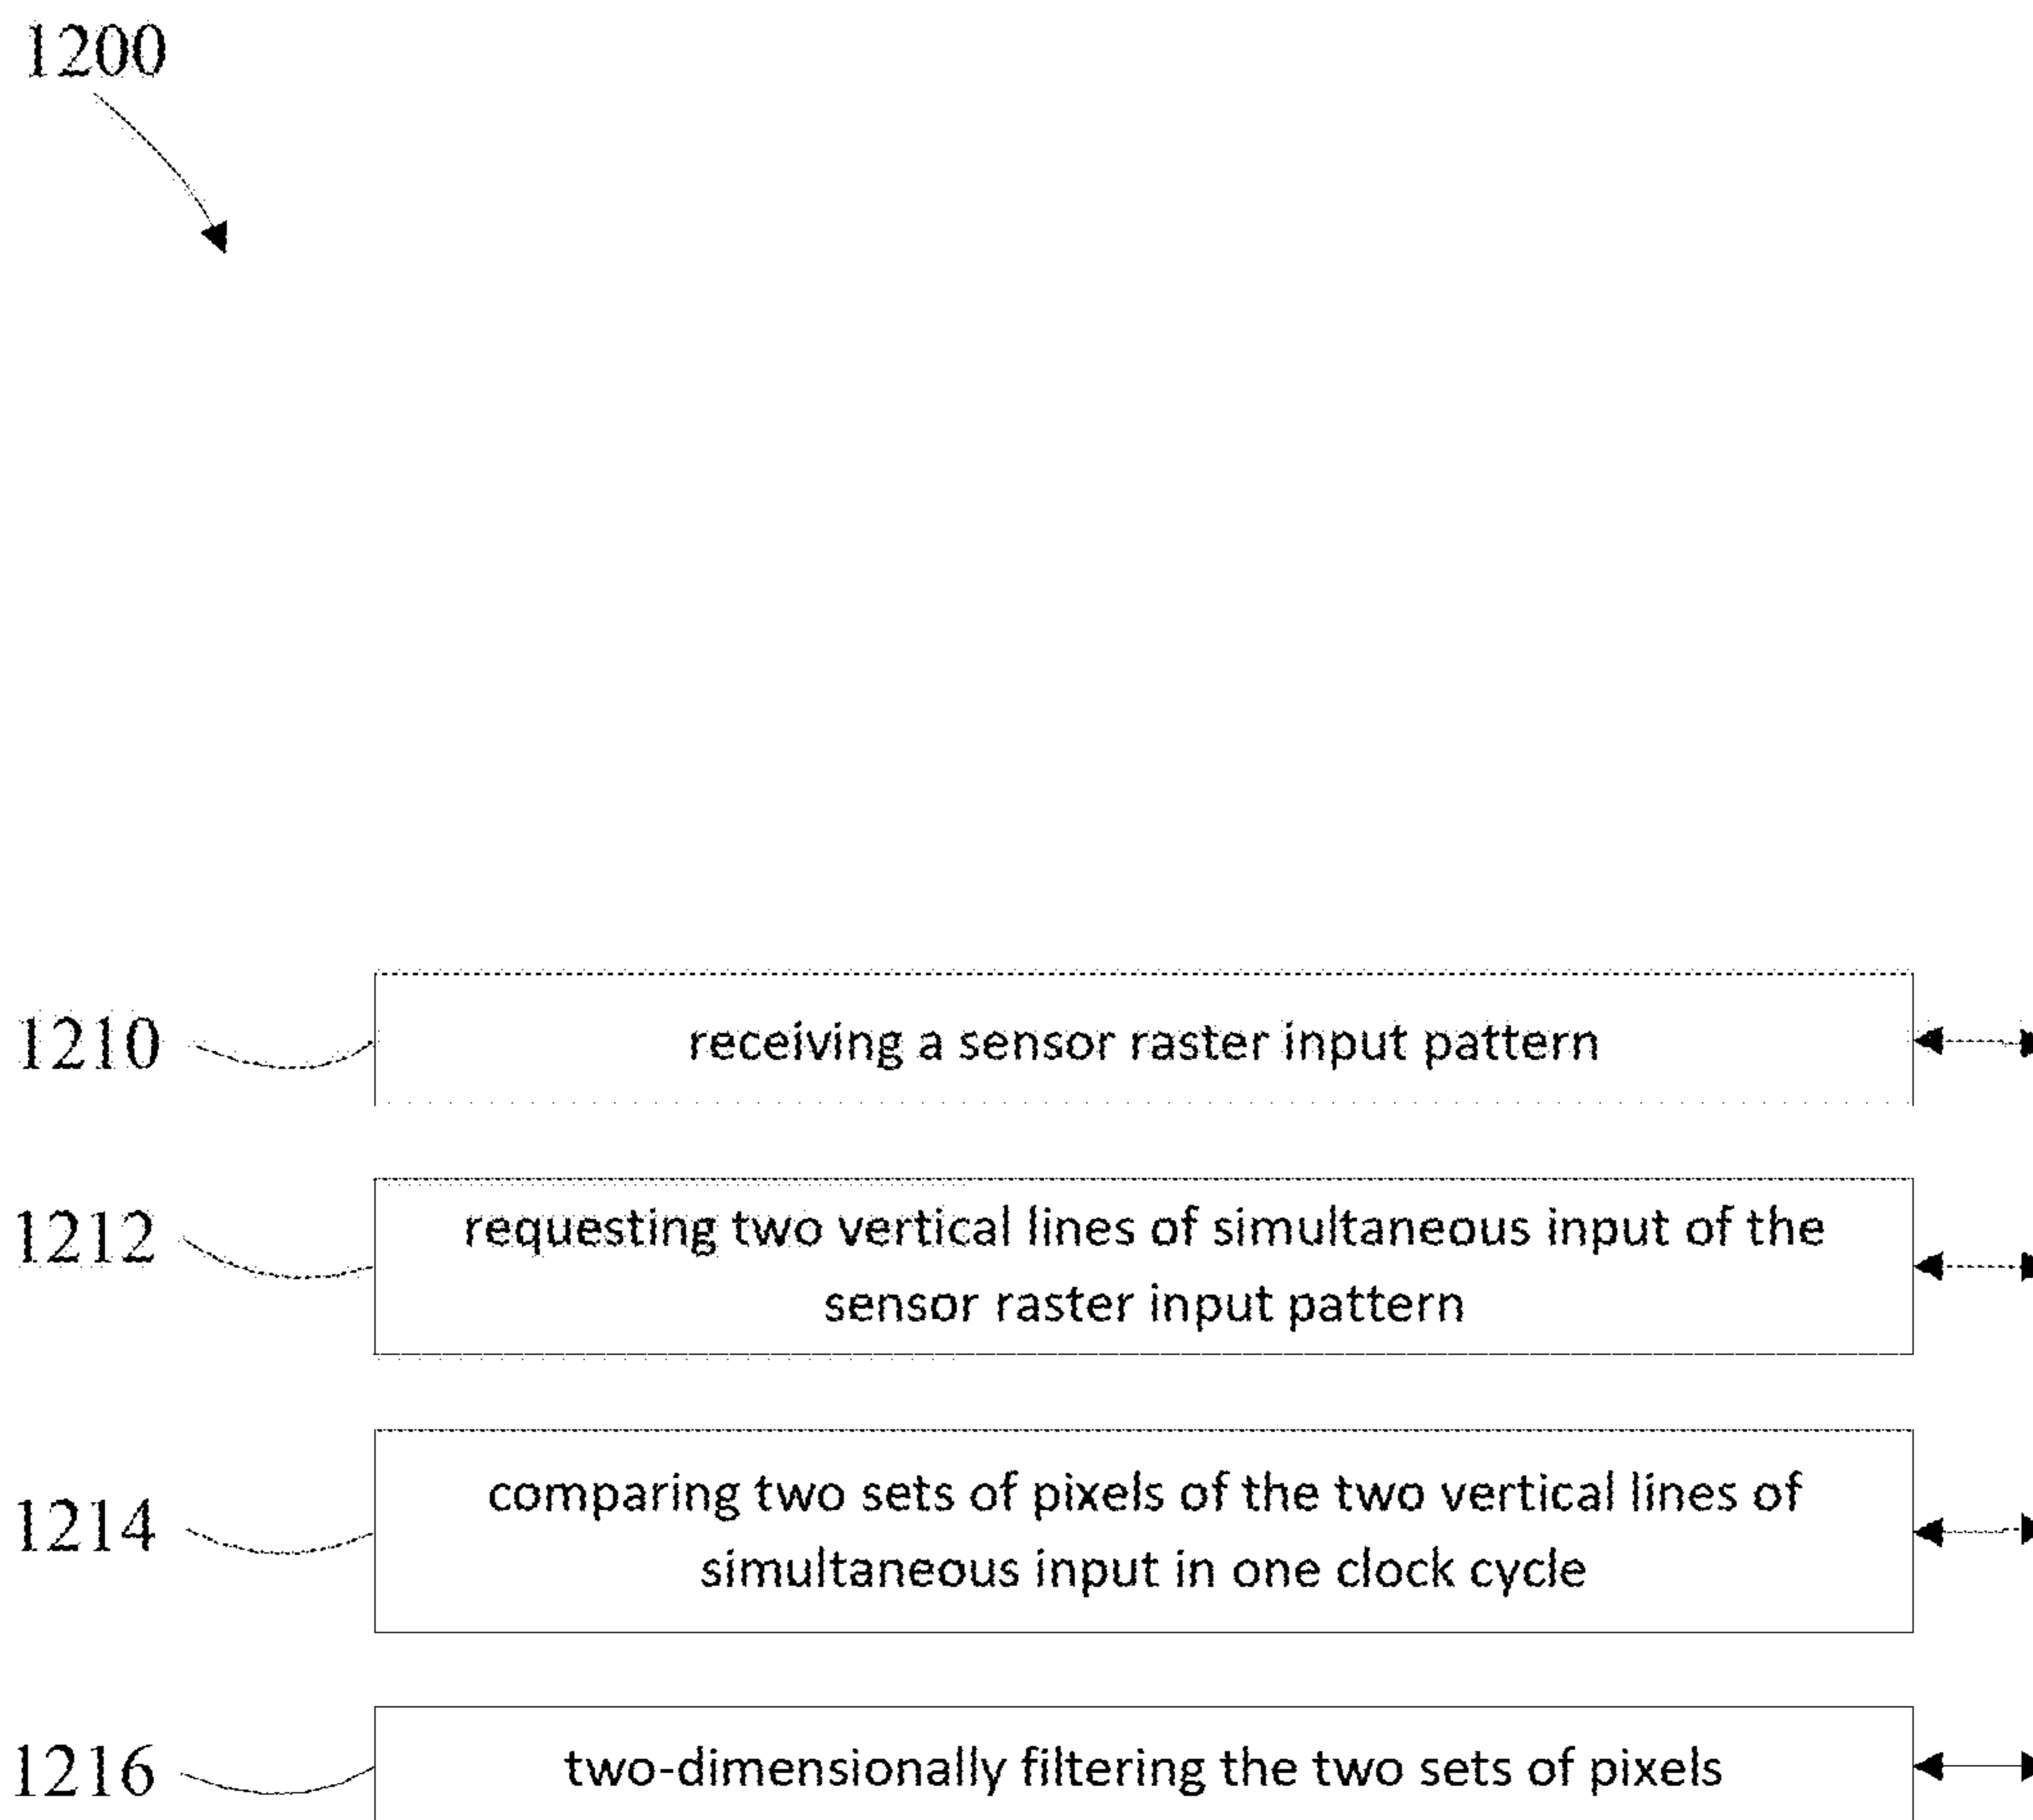 1200
1210
receiving a sensor raster input pattern
1212
requesting two vertical lines of simultaneous input of the
sensor raster input pattern
1214
comparing two sets of pixels of the two vertical lines of
simultaneous input in one clock cycle
1216
two-dimensionally filtering the two sets of pixels